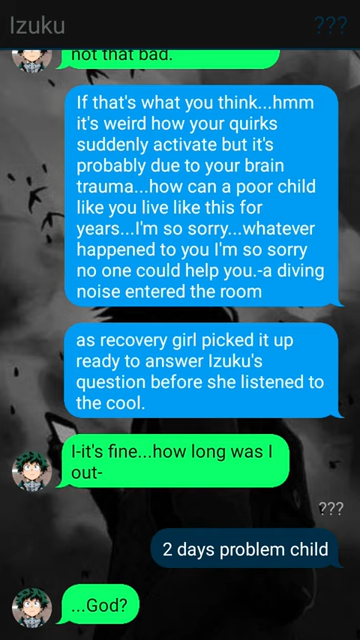 Izuku
???
not that bad.
If that's what you think...hmm
it's weird how your quirks
suddenly activate but it's
probably due to your brain
trauma...how can a poor child
like you live like this for
years...I'm so sorry...whatever
happened to you I'm so sorry
no one could help you.-a diving
noise entered the room
as recovery girl picked it up
ready to answer Izuku's
question before she listened to
the cool.
I-it's fine...how long was I
out-
???
2 days problem child
...God?